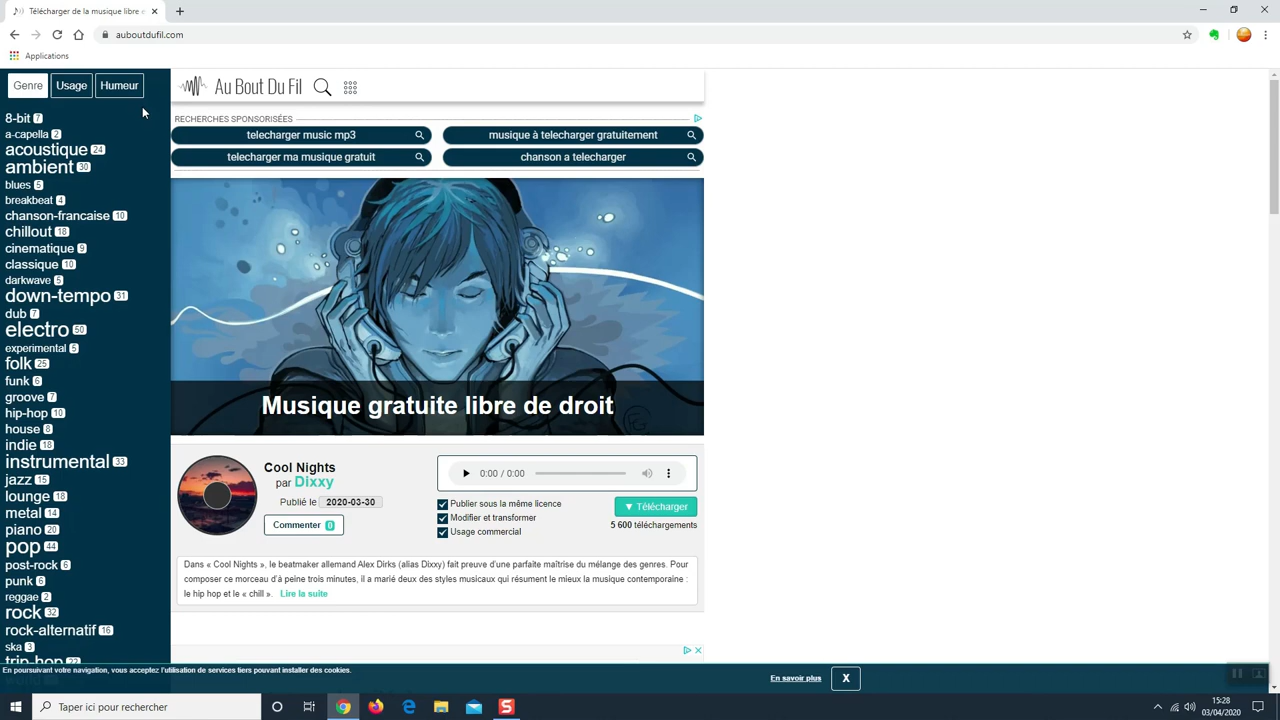 Télécharger de la musique libre e
auboutdufil.com
Applications
Genre Usage Humeur
8-bit 7
a-capella 2
acoustique 24
ambient 30
blues 5
breakbeat 4
chanson-francaise 10
chillout 18
cinematique 9
classique 10
darkwave 5
down-tempo 31
dub 7
electro 50
experimental 5
folk 25
funk 6
groove 7
hip-hop 10
house 8
indie 18
instrumental 33
jazz 15
lounge 18
metal 14
piano 20
pop 44
post-rock 6
punk 6
reggae 2
rock 32
rock-alternatif 16
ska 3
trip-hop 22
Au Bout Du Fil
RECHERCHES SPONSORISÉES
telecharger music mp3
musique à telecharger gratuitement
telecharger ma musique gratuit
chanson a telecharger
Musique gratuite libre de droit
Cool Nights
par Dixxy
Publié le 2020-03-30
Commenter 0
0:00 / 0:00
Publier sous la même licence
Modifier et transformer
Usage commercial
▼ Télécharger
5 600 téléchargements
Dans « Cool Nights », le beatmaker allemand Alex Dirks (alias Dixxy) fait preuve d'une parfaite maîtrise du mélange des genres. Pour
composer ce morceau d'à peine trois minutes, il a marié deux des styles musicaux qui résument le mieux la musique contemporaine :
le hip hop et le « chill ». Lire la suite
En poursuivant votre navigation, vous acceptez l'utilisation de services tiers pouvant installer des cookies.
En savoir plus X
Taper ici pour rechercher
15:28
03/04/2020